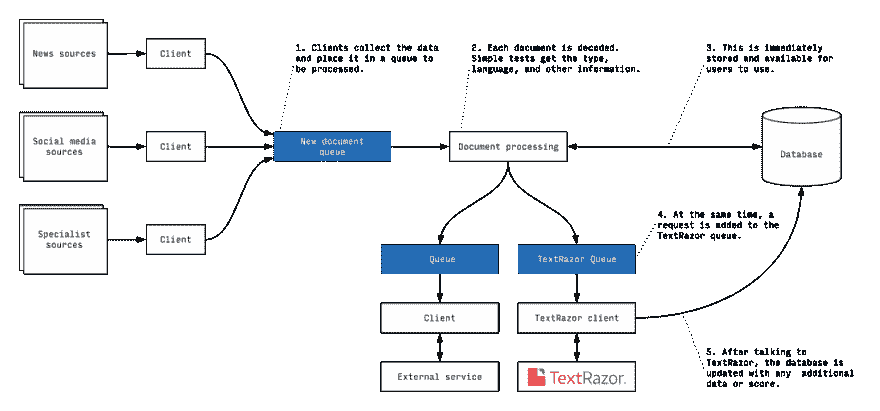 News sources
Client
1. Clients collect the data
and place it in a queue to
be processed.
2. Each document is decoded.
Simple tests get the type,
language, and other information.
3. This is immediately
stored and available for
users to use.
Social media
sources
Client
New document
queue
Document processing
Database
Specialist
sources
Client
4. At the same time, a
request is added to the
TextRazor queue.
Queue
TextRazor Queue
Client
TextRazor client
External service
TextRazor.
5. After talking to
TextRazor, the database is
updated with any additional
data or score.